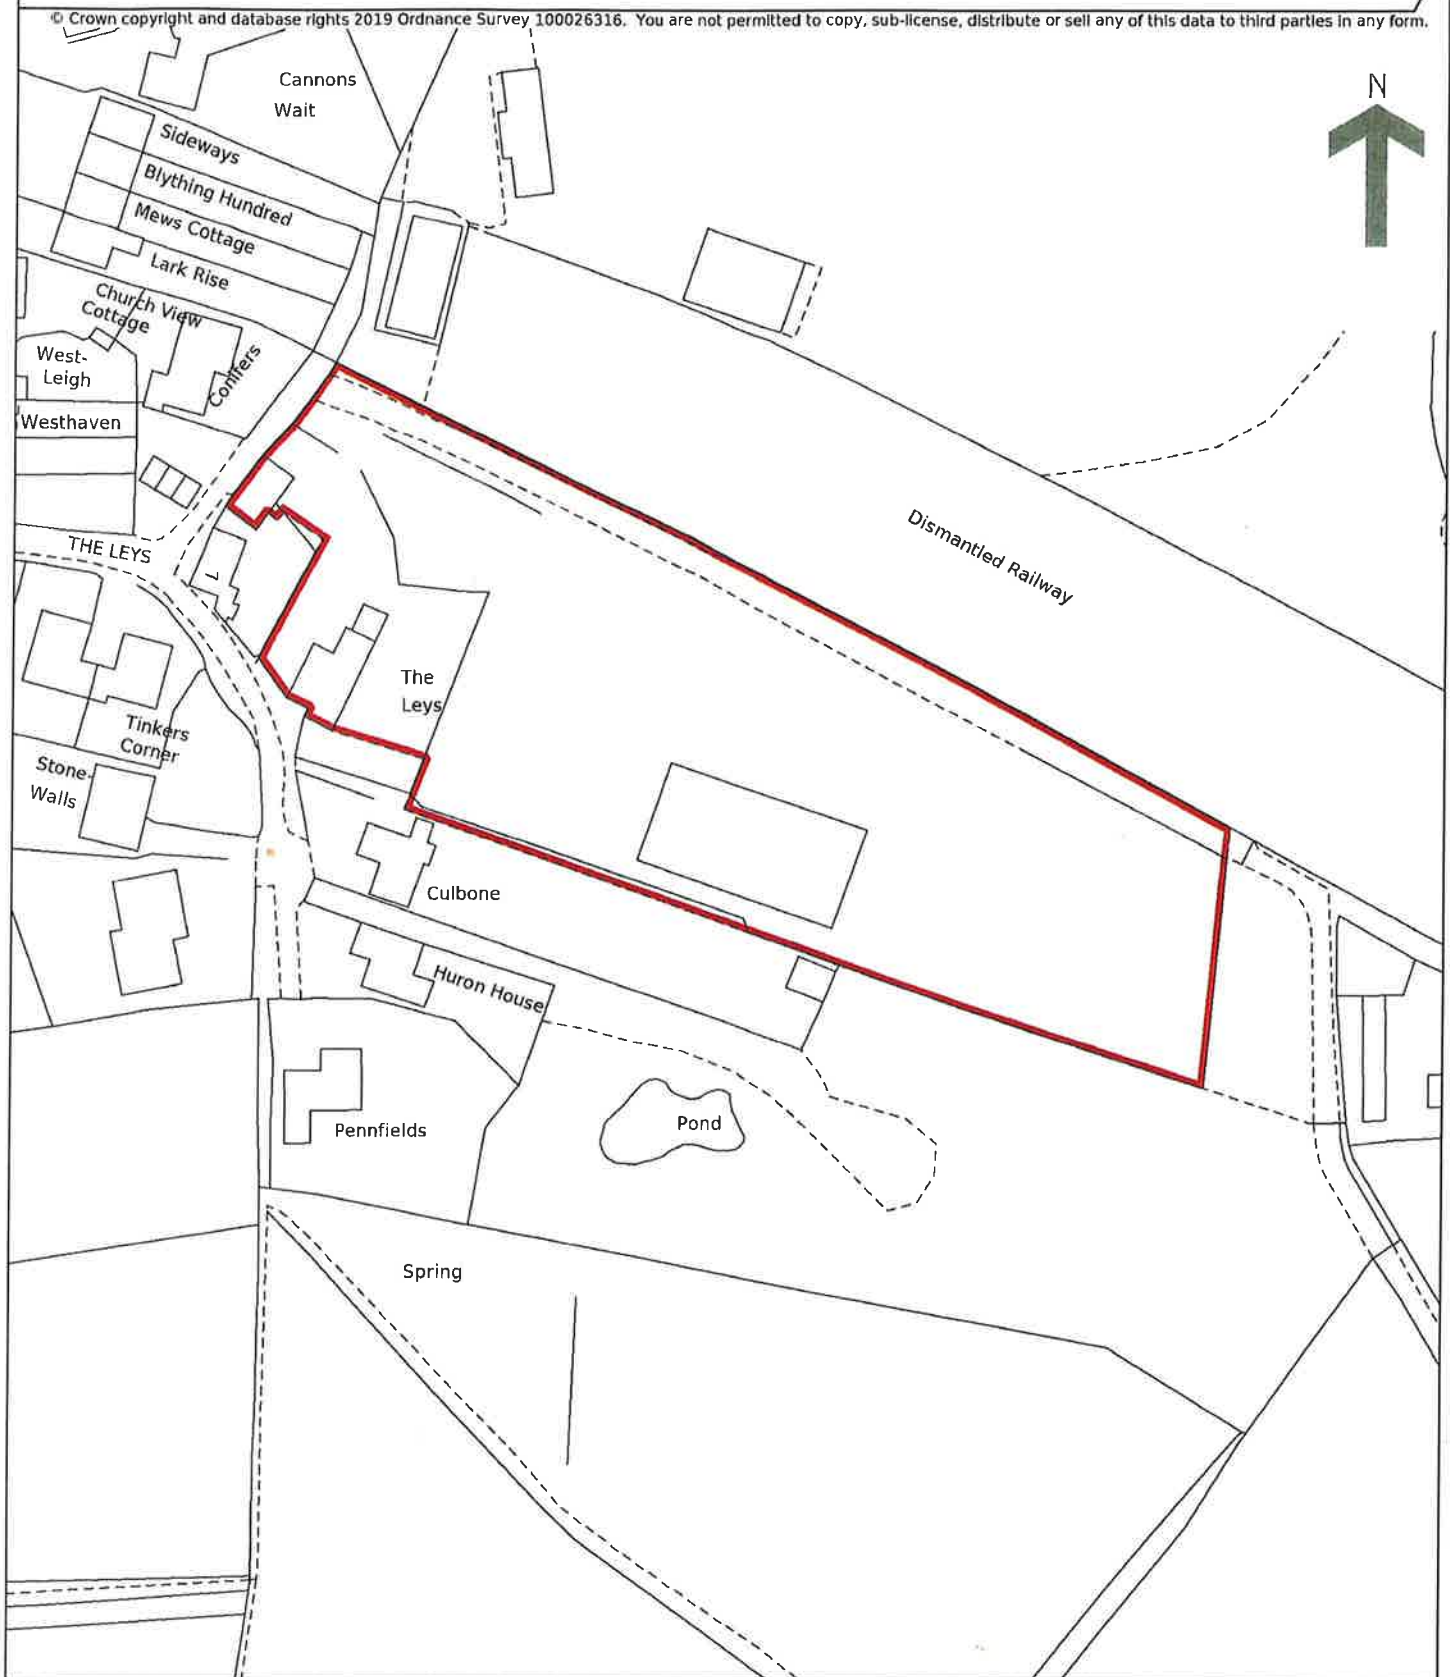 © Crown copyright and database rights 2019 Ordnance Survey 100026316. You are not permitted to copy, sub-license, distribute or sell any of this data to third parties in any form.
N
Cannons
Wait
Sideways
Blything Hundred
Mews Cottage
Lark Rise
Church View
Cottage
Conifers
West-
Leigh
Westhaven
THE LEYS
7
Dismantled Railway
The
Leys
Tinkers
Corner
Stone-
Walls
Culbone
Huron House
Pennfields
Pond
Spring